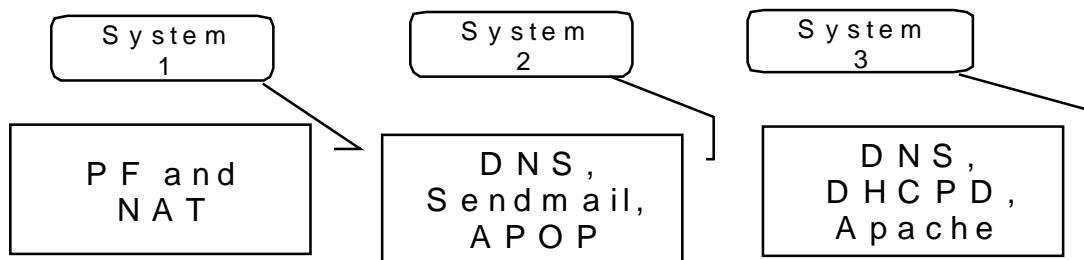 System
1
System
2
System
3
PF and
NAT
DNS,
Sendmail,
APOP
DNS,
DHCPD,
Apache